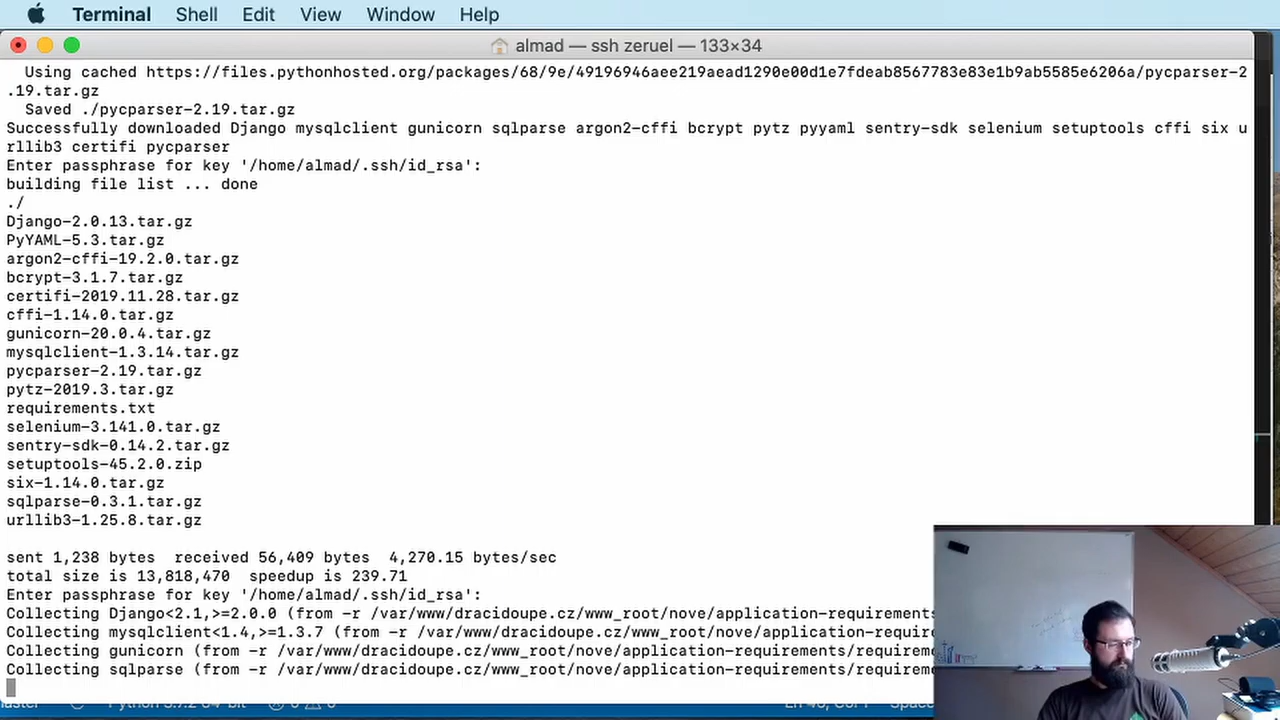 Terminal Shell Edit View Window Help
almad — ssh zeruel — 133×34
Using cached https://files.pythonhosted.org/packages/68/9e/49196946aee219aead1290e00d1e7fdeab8567783e83e1b9ab5585e6206a/pycparser-2
.19.tar.gz
Saved ./pycparser-2.19.tar.gz
Successfully downloaded Django mysqlclient gunicorn sqlparse argon2-cffi bcrypt pytz pyyaml sentry-sdk selenium setuptools cffi six u
rllib3 certifi pycparser
Enter passphrase for key '/home/almad/.ssh/id_rsa':
building file list ... done
./
Django-2.0.13.tar.gz
PyYAML-5.3.tar.gz
argon2-cffi-19.2.0.tar.gz
bcrypt-3.1.7.tar.gz
certifi-2019.11.28.tar.gz
cffi-1.14.0.tar.gz
gunicorn-20.0.4.tar.gz
mysqlclient-1.3.14.tar.gz
pycparser-2.19.tar.gz
pytz-2019.3.tar.gz
requirements.txt
selenium-3.141.0.tar.gz
sentry-sdk-0.14.2.tar.gz
setuptools-45.2.0.zip
six-1.14.0.tar.gz
sqlparse-0.3.1.tar.gz
urllib3-1.25.8.tar.gz
sent 1,238 bytes received 56,409 bytes 4,270.15 bytes/sec
total size is 13,818,470 speedup is 239.71
Enter passphrase for key '/home/almad/.ssh/id_rsa':
Collecting Django<2.1,>=2.0.0 (from -r /var/www/dracidoupe.cz/www_root/nove/application-requirements
Collecting mysqlclient<1.4,>=1.3.7 (from -r /var/www/dracidoupe.cz/www_root/nove/application-require
Collecting gunicorn (from -r /var/www/dracidoupe.cz/www_root/nove/application-requirements/require
Collecting sqlparse (from -r /var/www/dracidoupe.cz/www_root/nove/application-requirements/require